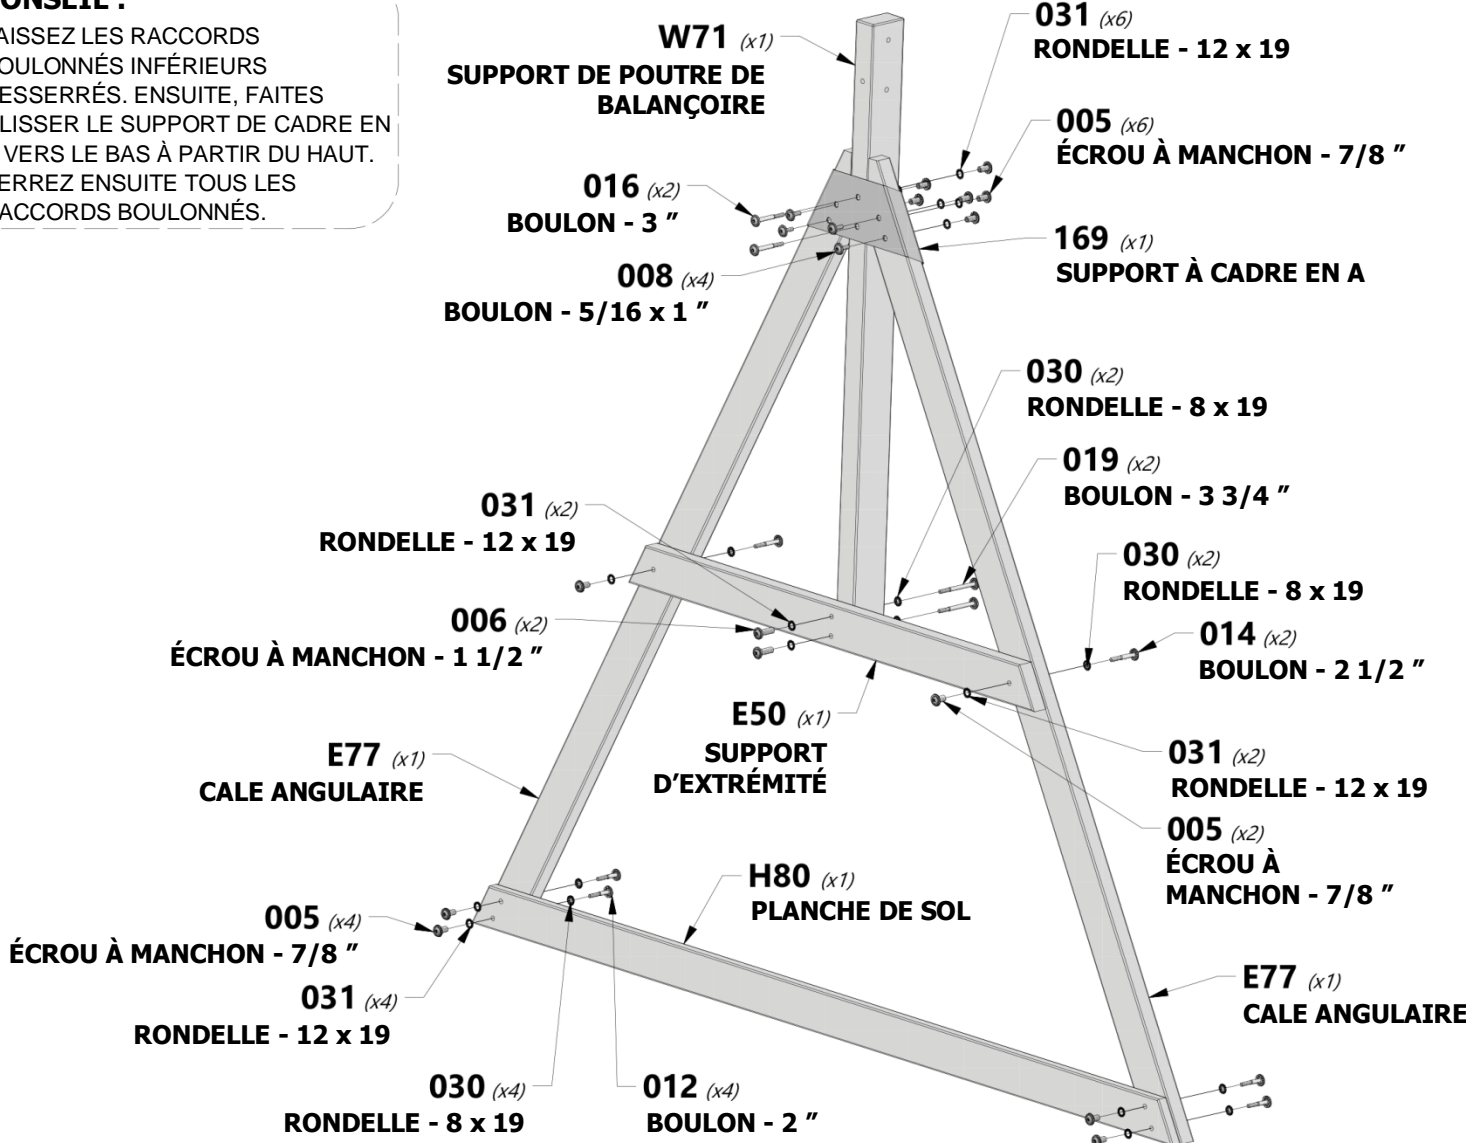 ONSEIL :
AISSEZ LES RACCORDS
OULONNÉS INFÉRIEURS
ESSERRÉS. ENSUITE, FAITES
LISSER LE SUPPORT DE CADRE EN
VERS LE BAS À PARTIR DU HAUT.
ERREZ ENSUITE TOUS LES
ACCORDS BOULONNÉS.
W71 (x1)
SUPPORT DE POUTRE DE
BALANÇOIRE
031 (x6)
RONDELLE - 12 x 19
005 (x6)
ÉCROU À MANCHON - 7/8 "
016 (x2)
BOULON - 3 "
169 (x1)
SUPPORT À CADRE EN A
008 (x4)
BOULON - 5/16 x 1 "
030 (x2)
RONDELLE - 8 x 19
019 (x2)
BOULON - 3 3/4 "
031 (x2)
RONDELLE - 12 x 19
030 (x2)
RONDELLE - 8 x 19
006 (x2)
ÉCROU À MANCHON - 1 1/2 "
014 (x2)
BOULON - 2 1/2 "
E50 (x1)
SUPPORT
D'EXTRÉMITÉ
E77 (x1)
CALE ANGULAIRE
031 (x2)
RONDELLE - 12 x 19
005 (x2)
ÉCROU À
MANCHON - 7/8 "
H80 (x1)
PLANCHE DE SOL
005 (x4)
ÉCROU À MANCHON - 7/8 "
031 (x4)
RONDELLE - 12 x 19
E77 (x1)
CALE ANGULAIRE
030 (x4)
RONDELLE - 8 x 19
012 (x4)
BOULON - 2 "